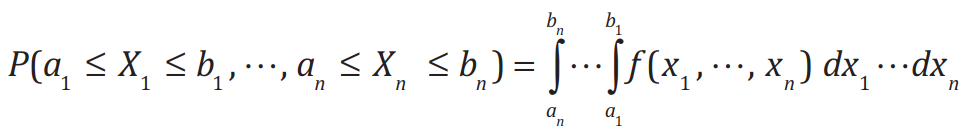 P(a₁ ≤ X₁ ≤ b₁,⋯, aₙ ≤ Xₙ ≤ bₙ) = ∫_{aₙ}^{bₙ} ⋯ ∫_{a₁}^{b₁} f(x₁,⋯, xₙ) dx₁ ⋯dxₙ